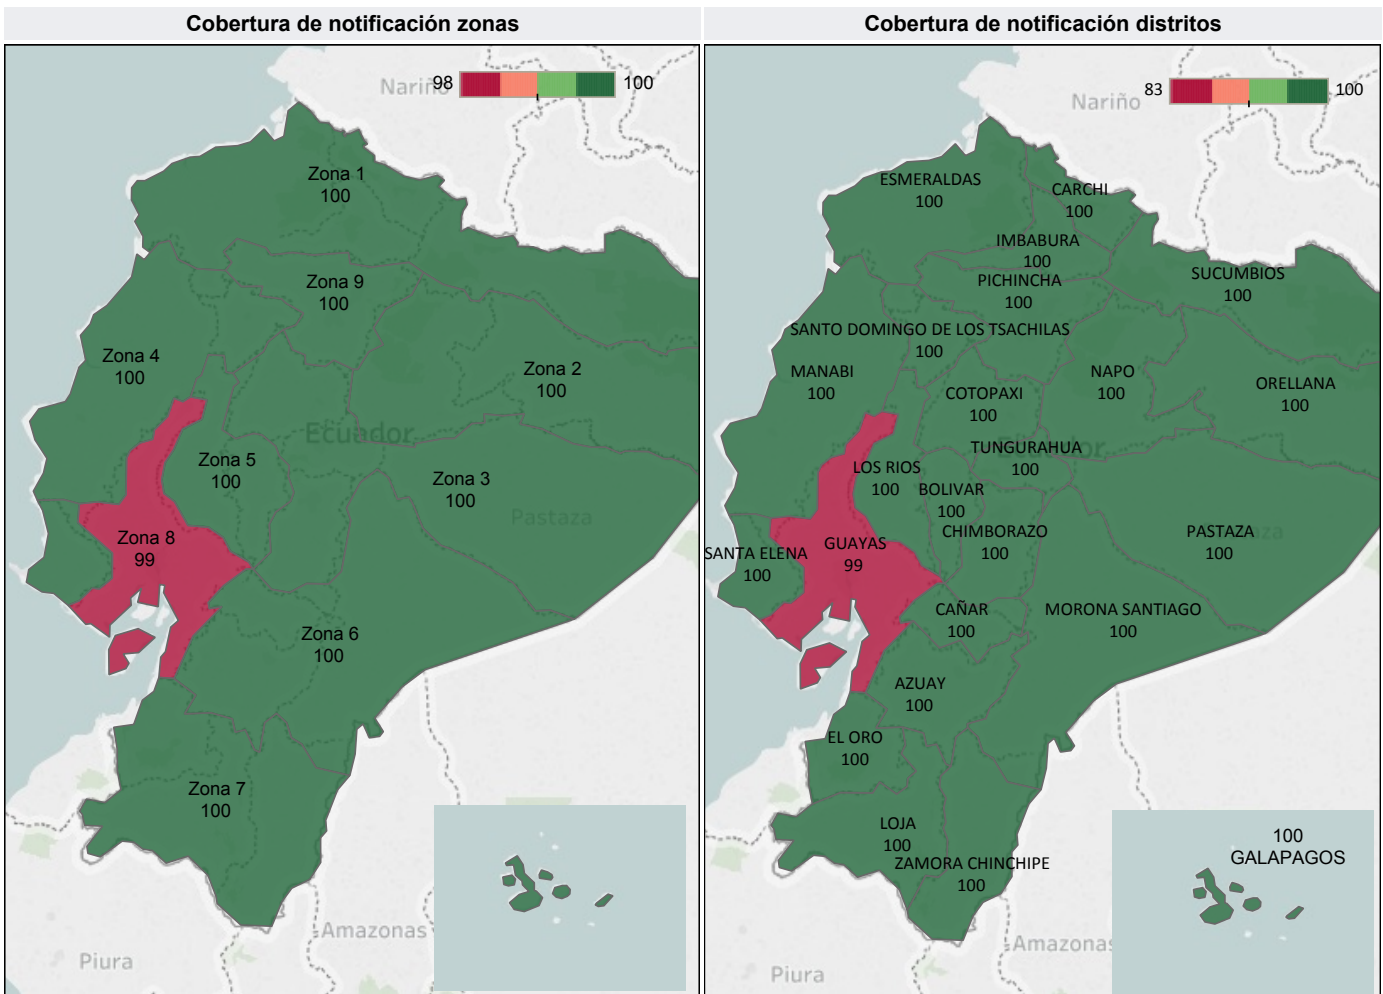 Cobertura de notificación zonas
Nariño
98
100
Zona 1
100
Zona 9
100
Zona 4
100
Zona 2
100
Ecuador
Zona 5
100
Zona 3
100
Pastaza
Zona 8
99
Zona 6
100
Zona 7
100
Amazonas
Piura
Cobertura de notificación distritos
83
100
Nariño
ESMERALDAS
100
CARCHI
100
IMBABURA
100
SUCUMBIOS
100
PICHINCHA
100
SANTO DOMINGO DE LOS TSACHILAS
100
MANABI
100
NAPO
100
ORELLANA
100
COTOPAXI
100
TUNGURAHUA
100
Ecuador
LOS RIOS
100
BOLIVAR
100
CHIMBORAZO
100
PASTAZA
100
SANTA ELENA
100
GUAYAS
99
CAÑAR
100
MORONA SANTIAGO
100
AZUAY
100
EL ORO
100
LOJA
100
ZAMORA CHINCHIPE
100
100
GALAPAGOS
Amazonas
Piura